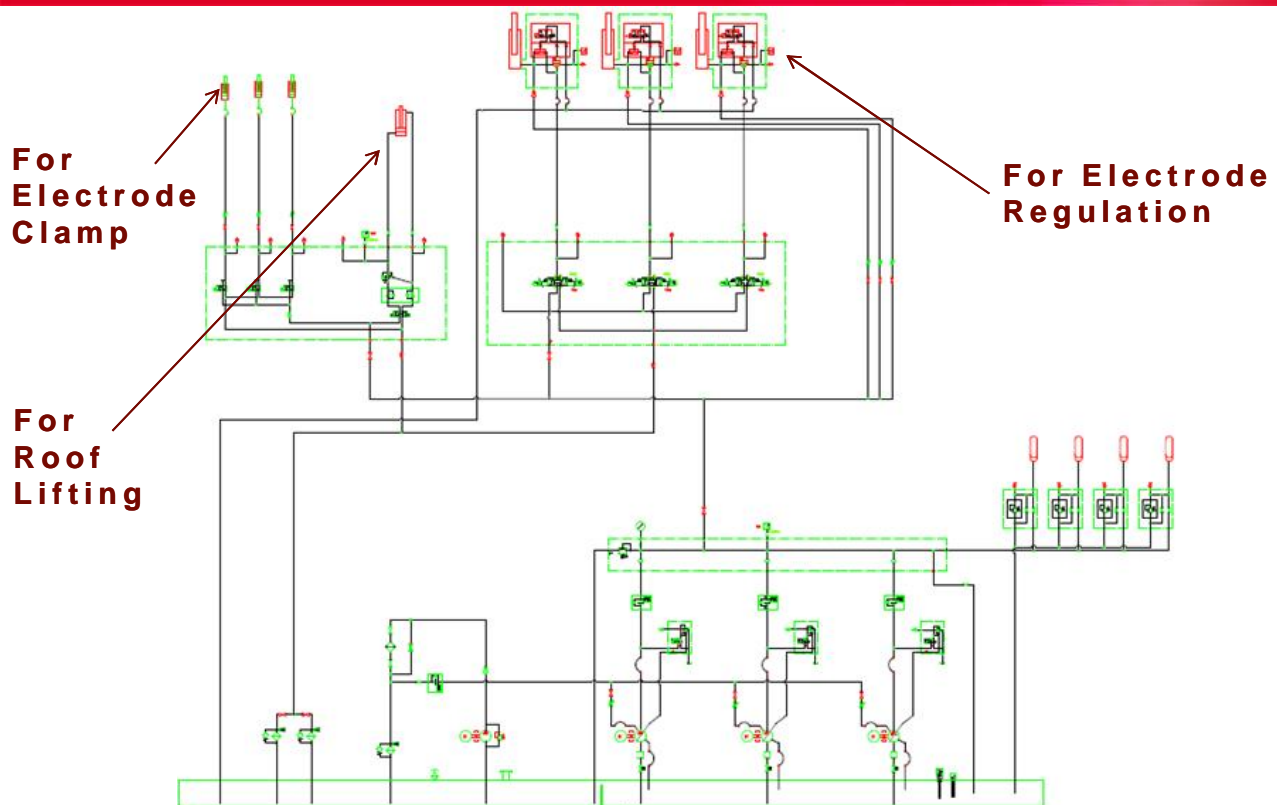 For
Electrode
Clamp
For Electrode
Regulation
For
Roof
Lifting